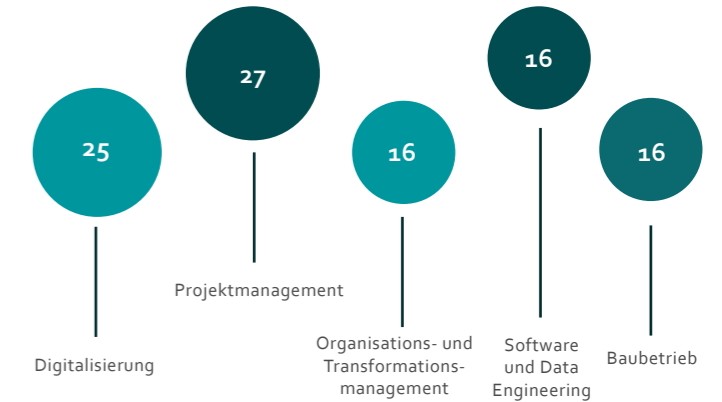 25
Digitalisierung
27
Projektmanagement
16
Organisations- und
Transformations-
management
16
Software
und Data
Engineering
16
Baubetrieb